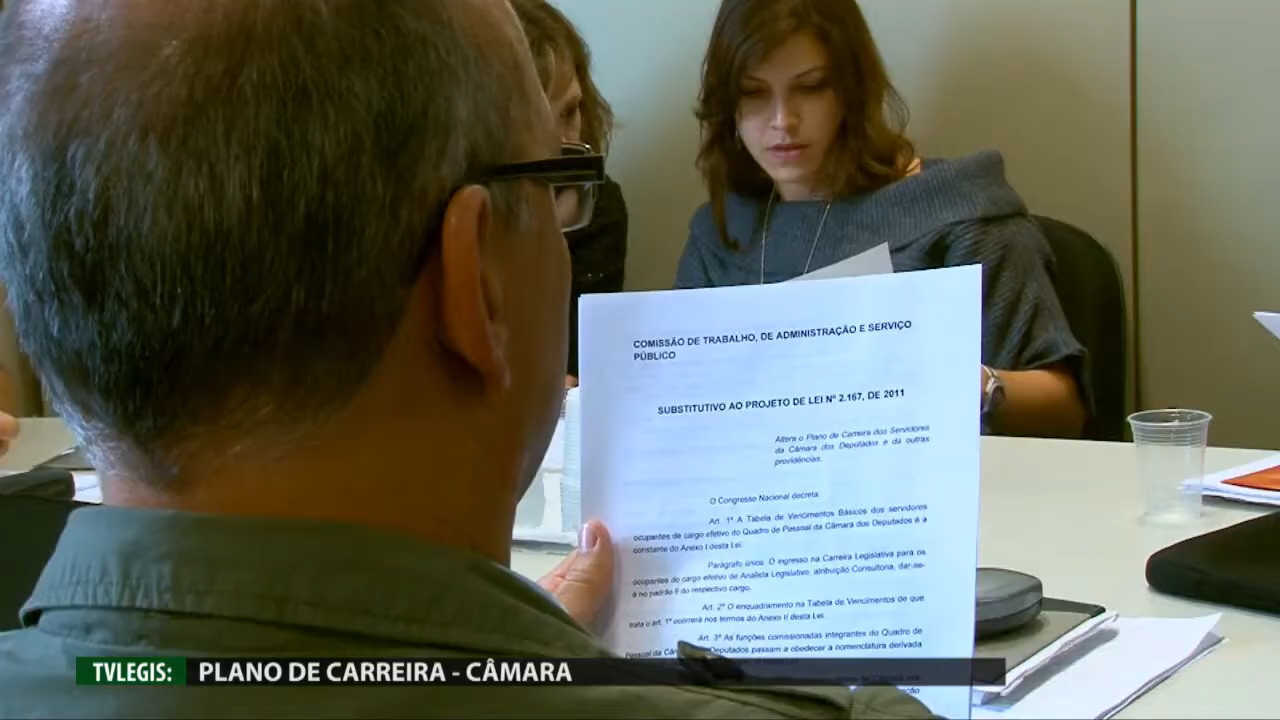 COMISSÃO DE TRABALHO, DE ADMINISTRAÇÃO E SERVIÇO
PÚBLICO
SUBSTITUTIVO AO PROJETO DE LEI Nº 2.167, DE 2011
Altera o Plano de Carreira dos Servidores
da Câmara dos Deputados e dá outras
providências.
O Congresso Nacional decreta:
Art. 1º A Tabela de Vencimentos Básicos dos servidores
ocupantes de cargo efetivo do Quadro de Pessoal da Câmara dos Deputados é a
constante do Anexo I desta Lei.
Parágrafo único. O ingresso na Carreira Legislativa para os
ocupantes do cargo efetivo de Analista Legislativo, atribuição Consultoria, dar-se-
á no padrão 8 do respectivo cargo.
Art. 2º O enquadramento na Tabela de Vencimentos de que
trata o art. 1º ocorrerá nos termos do Anexo II desta Lei.
Art. 3º As funções comissionadas integrantes do Quadro de
Pessoal da Deputados passam a obedecer a nomenclatura derivada
TVLEGIS: PLANO DE CARREIRA - CÂMARA